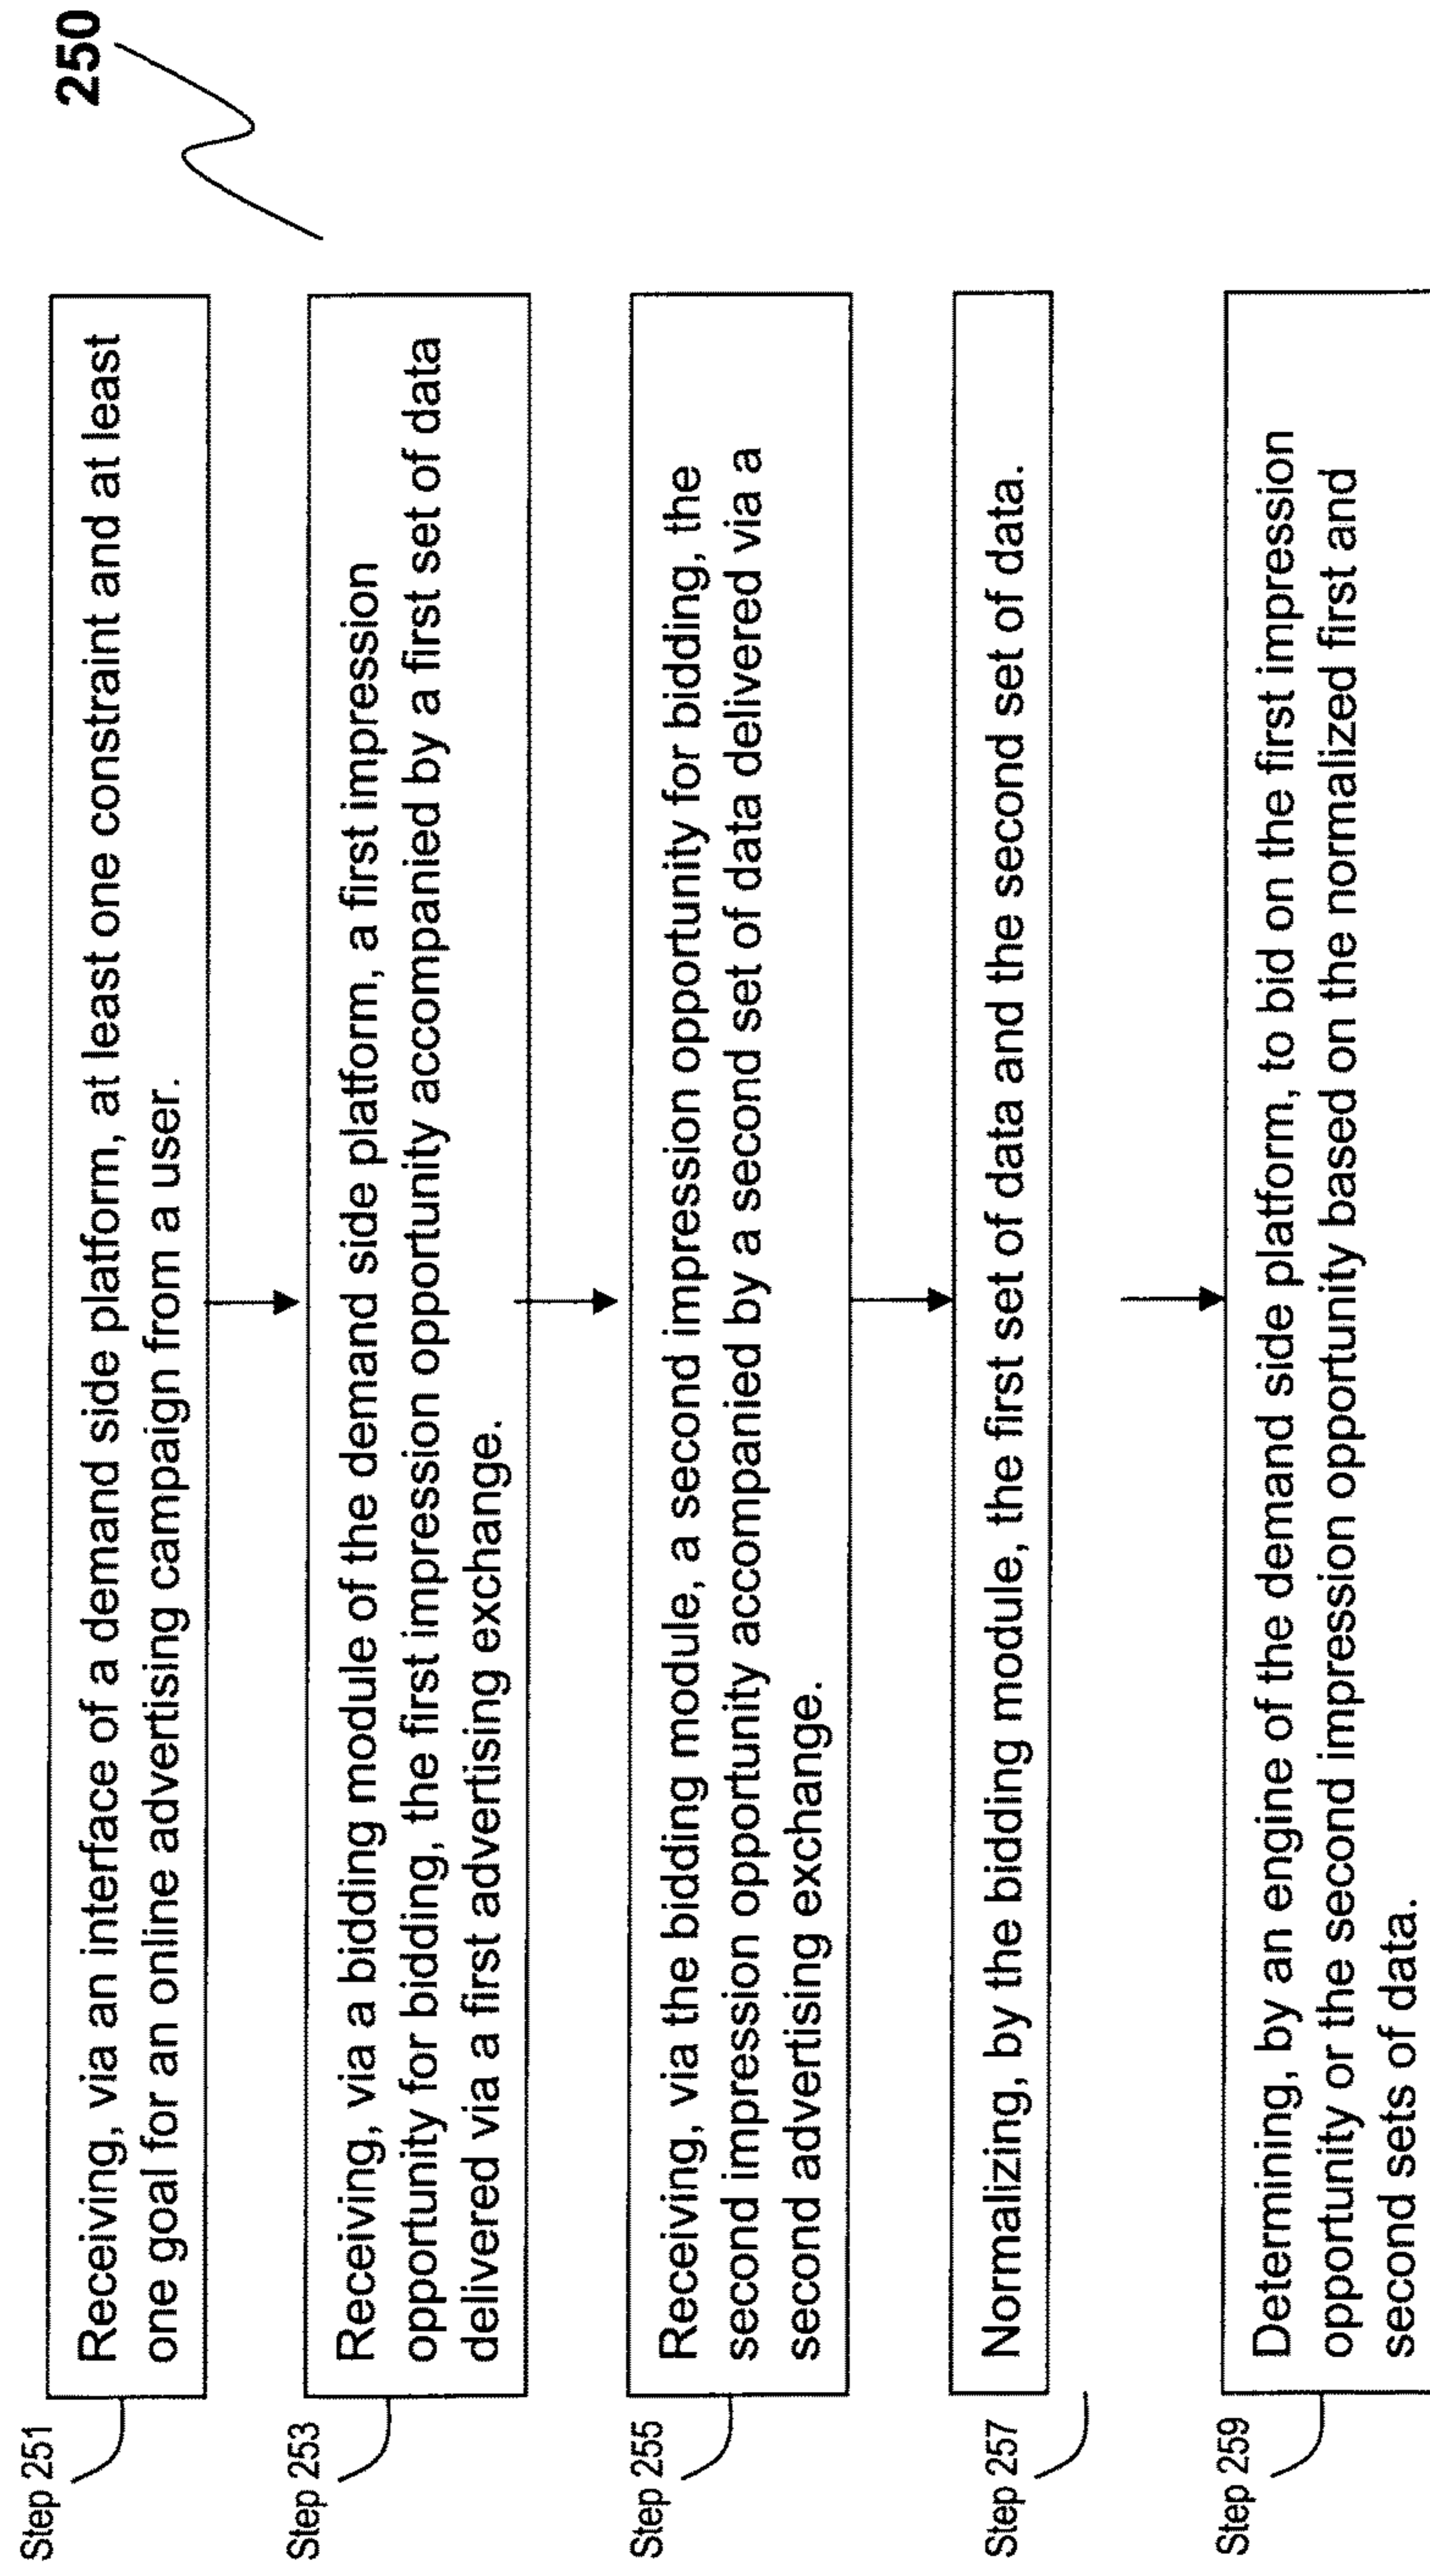 250
Step 251
Receiving, via an interface of a demand side platform, at least one constraint and at least
one goal for an online advertising campaign from a user.
Step 253
Receiving, via a bidding module of the demand side platform, a first impression
opportunity for bidding, the first impression opportunity accompanied by a first set of data
delivered via a first advertising exchange.
Step 255
Receiving, via the bidding module, a second impression opportunity for bidding, the
second impression opportunity accompanied by a second set of data delivered via a
second advertising exchange.
Step 257
Normalizing, by the bidding module, the first set of data and the second set of data.
Step 259
Determining, by an engine of the demand side platform, to bid on the first impression
opportunity or the second impression opportunity based on the normalized first and
second sets of data.